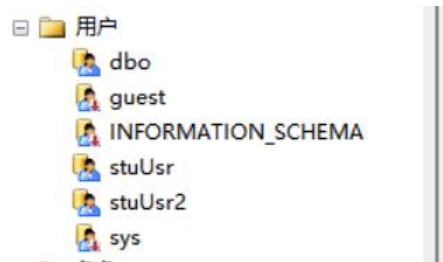 用户
dbo
guest
INFORMATION_SCHEMA
stuUsr
stuUsr2
sys